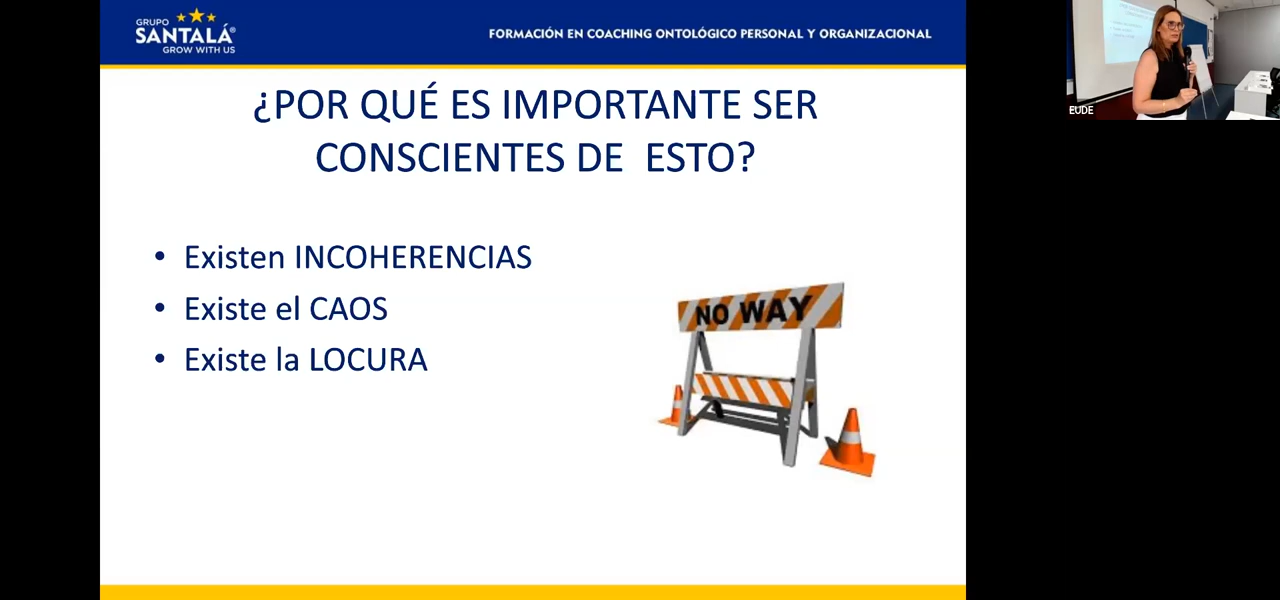 GRUPO
SANTALÁ®
GROW WITH US
FORMACIÓN EN COACHING ONTOLÓGICO PERSONAL Y ORGANIZACIONAL
¿POR QUÉ ES IMPORTANTE SER
CONSCIENTES DE ESTO?
• Existen INCOHERENCIAS
• Existe el CAOS
• Existe la LOCURA
NO WAY
EUDE